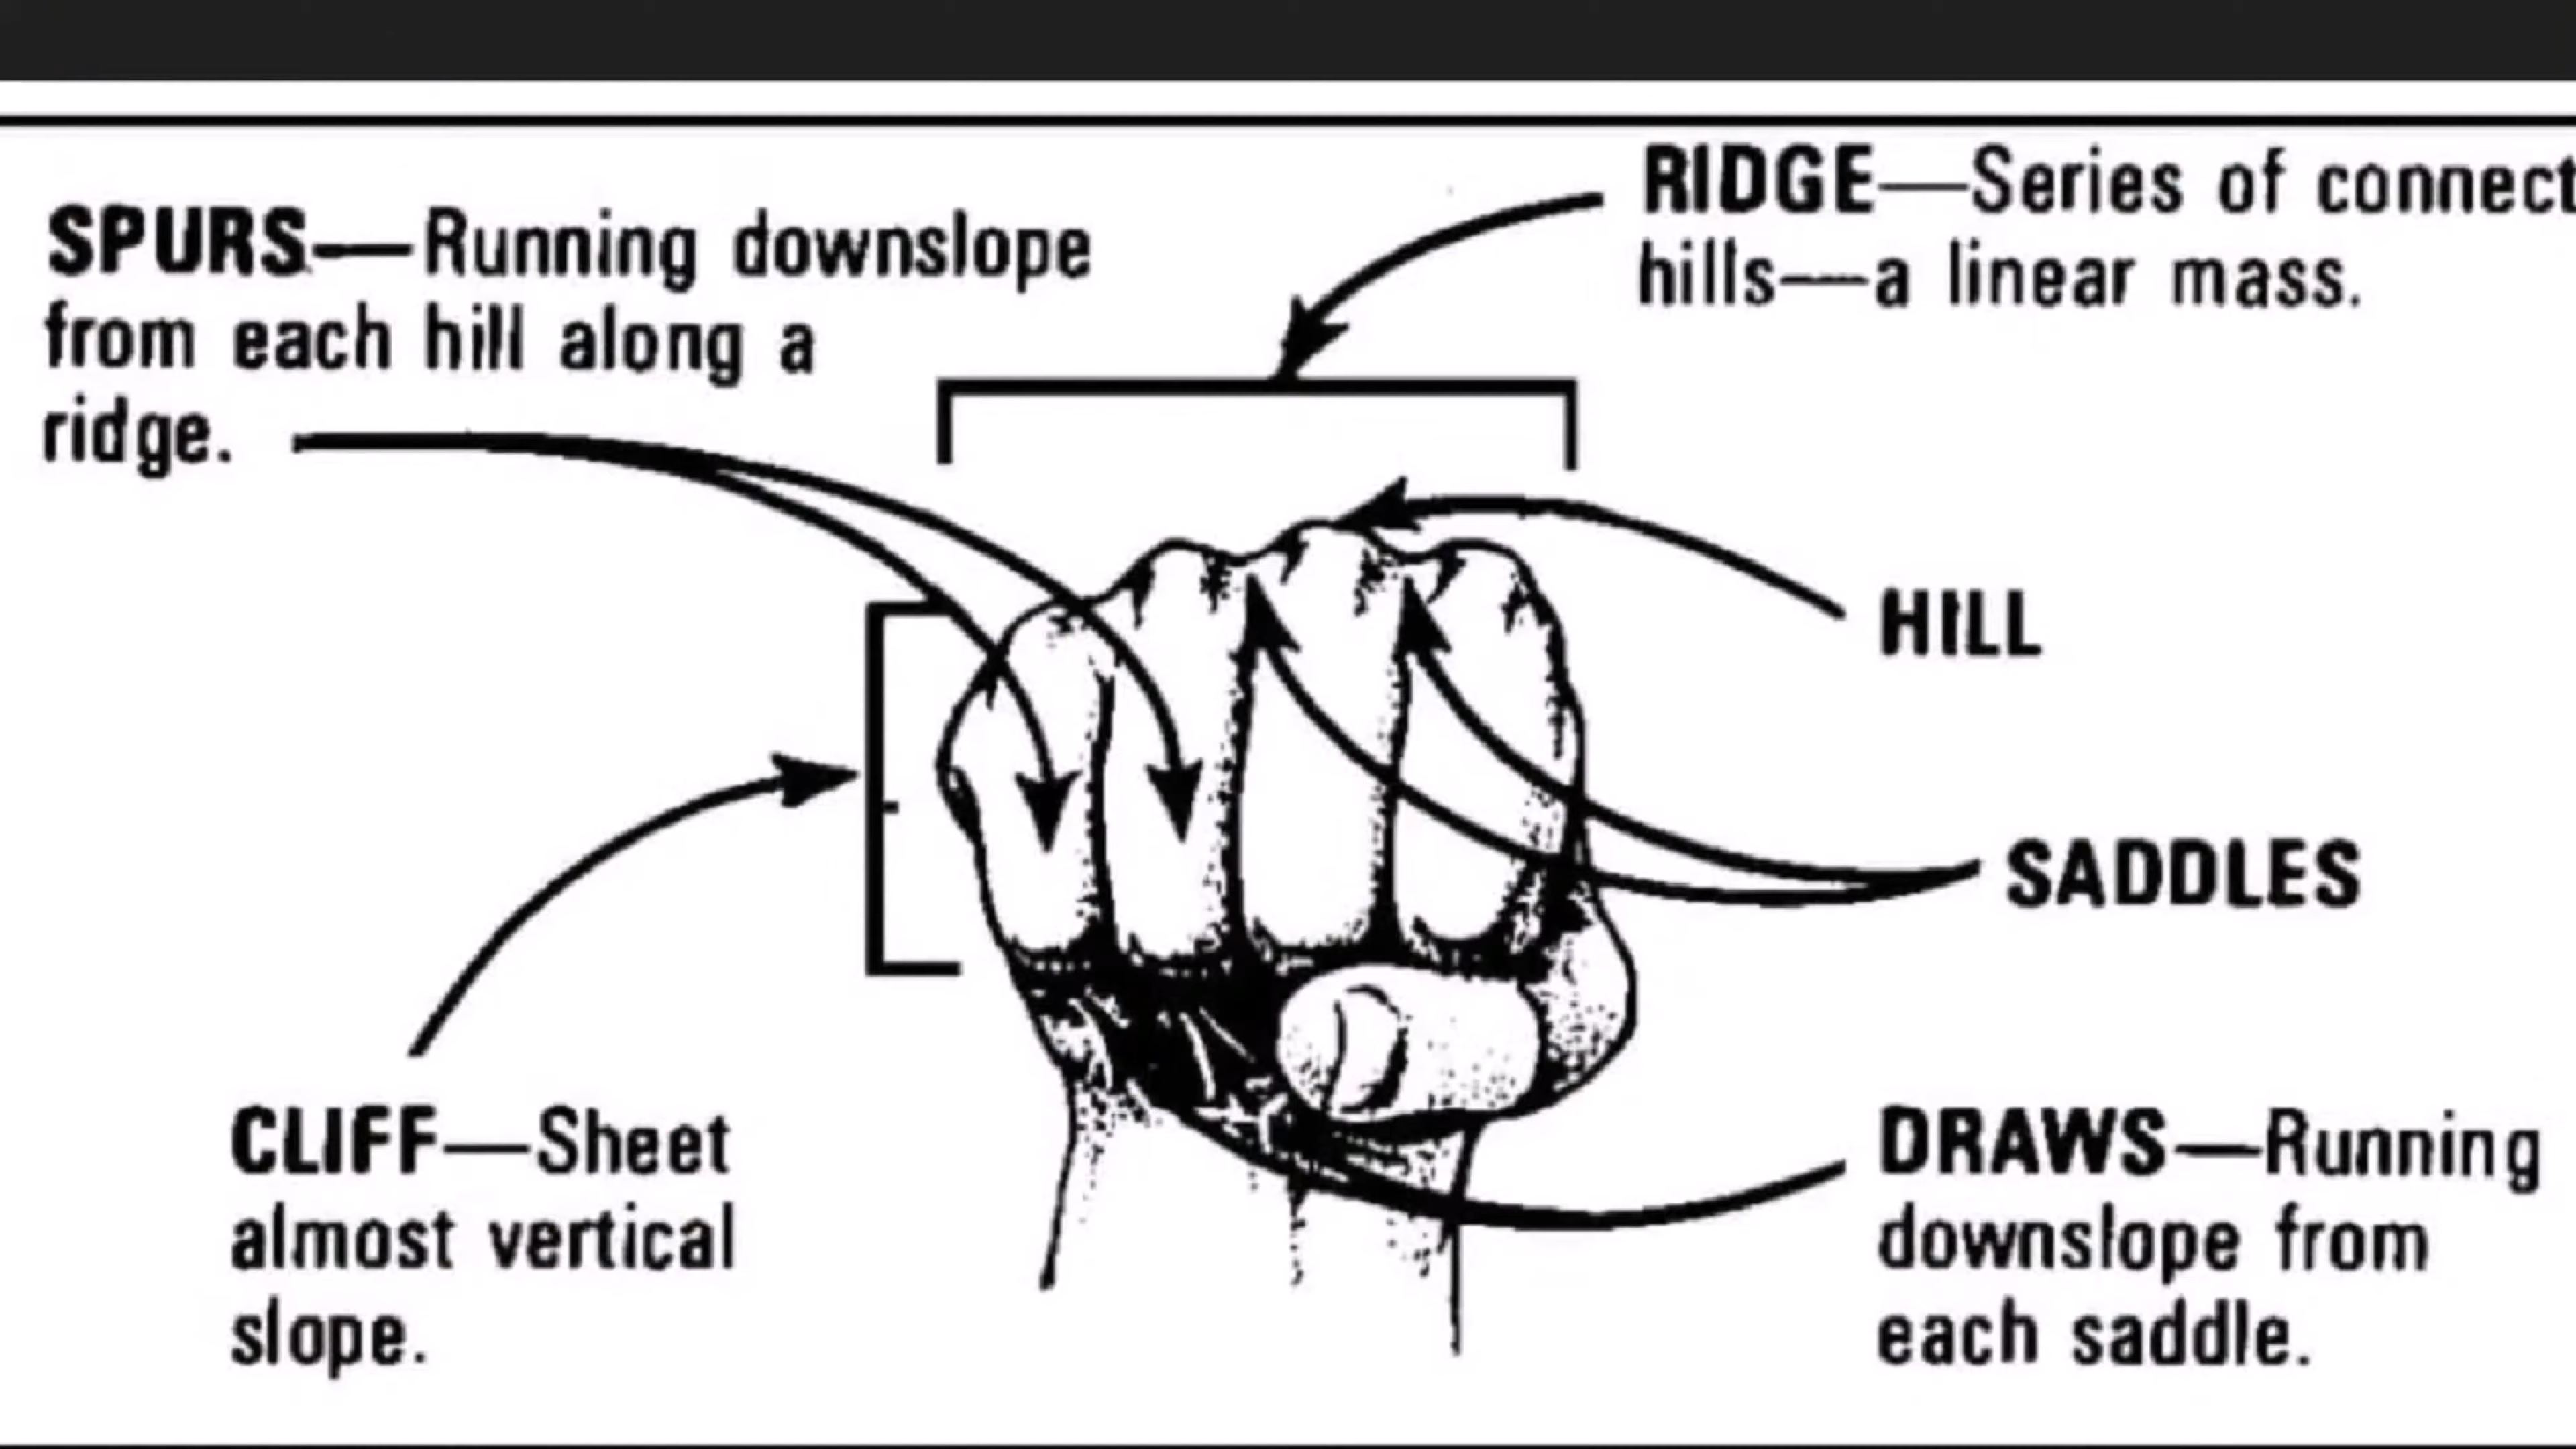 SPURS—Running downslope
from each hill along a
ridge.
RIDGE—Series of connect
hills—a linear mass.
HILL
SADDLES
CLIFF—Sheet
almost vertical
slope.
DRAWS—Running
downslope from
each saddle.